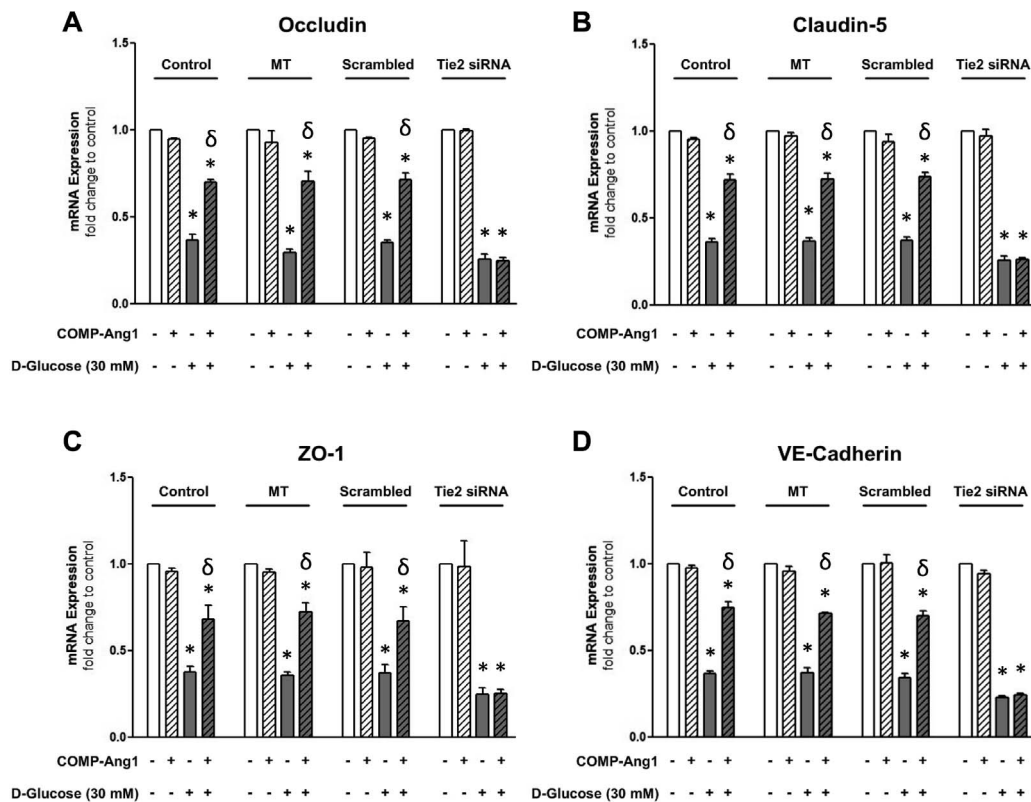 A
Occludin
1.5
1.0
0.5
0.0
mRNA Expression
fold change to control
Control
MT
Scrambled
Tie2 siRNA
δ
δ
δ
*
*
*
*
*
*
* *
COMP-Ang1 - + - + - + - + - + - + - + - +
D-Glucose (30 mM) - - + + - - + + - - + + - - + +
B
Claudin-5
1.5
1.0
0.5
0.0
mRNA Expression
fold change to control
Control
MT
Scrambled
Tie2 siRNA
δ
δ
δ
*
*
*
*
*
*
* *
COMP-Ang1 - + - + - + - + - + - + - + - +
D-Glucose (30 mM) - - + + - - + + - - + + - - + +
C
ZO-1
1.5
1.0
0.5
0.0
mRNA Expression
fold change to control
Control
MT
Scrambled
Tie2 siRNA
δ
δ
δ
*
*
*
*
*
*
* *
COMP-Ang1 - + - + - + - + - + - + - + - +
D-Glucose (30 mM) - - + + - - + + - - + + - - + +
D
VE-Cadherin
1.5
1.0
0.5
0.0
mRNA Expression
fold change to control
Control
MT
Scrambled
Tie2 siRNA
δ
δ
δ
*
*
*
*
*
*
* *
COMP-Ang1 - + - + - + - + - + - + - + - +
D-Glucose (30 mM) - - + + - - + + - - + + - - + +